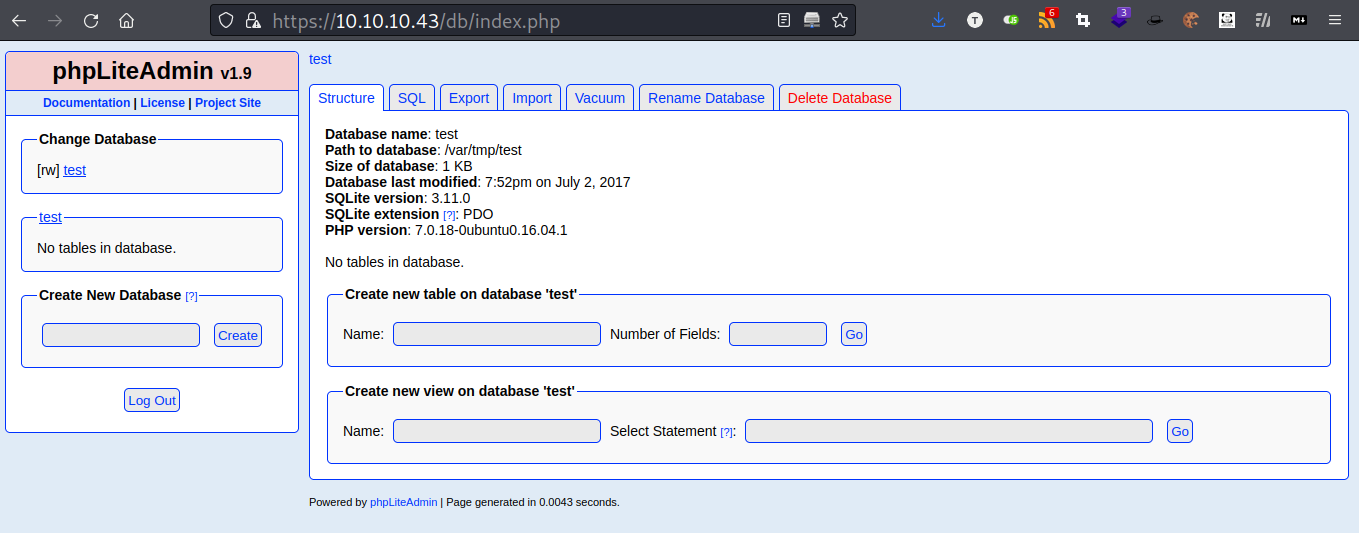 https://10.10.10.43/db/index.php
T
JS
6
3
M↓
phpLiteAdmin v1.9
Documentation | License | Project Site
Change Database
[rw] test
test
No tables in database.
Create New Database [?]
Create
Log Out
test
Structure
SQL
Export
Import
Vacuum
Rename Database
Delete Database
Database name: test
Path to database: /var/tmp/test
Size of database: 1 KB
Database last modified: 7:52pm on July 2, 2017
SQLite version: 3.11.0
SQLite extension [?]: PDO
PHP version: 7.0.18-0ubuntu0.16.04.1
No tables in database.
Create new table on database 'test'
Name: Number of Fields: Go
Create new view on database 'test'
Name: Select Statement [?]: Go
Powered by phpLiteAdmin | Page generated in 0.0043 seconds.